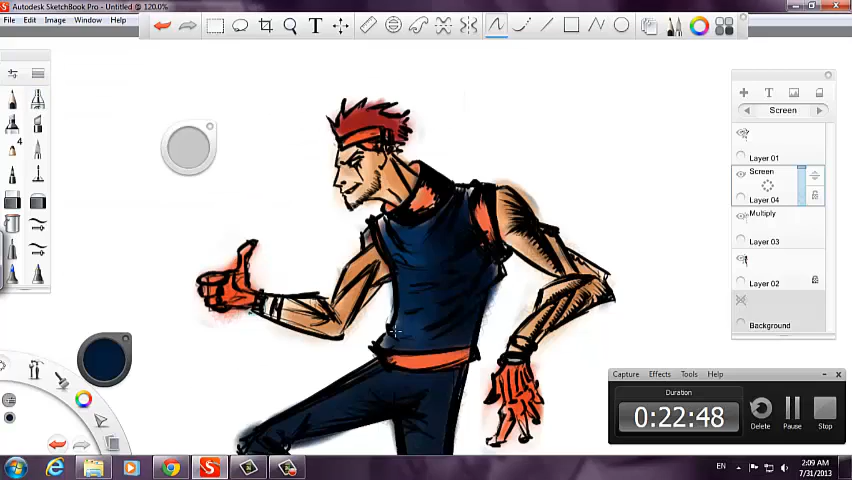 Autodesk SketchBook Pro - Untitled @ 120.0%
File Edit Image Window Help
T
4
T
Screen
Layer 01
Screen
Layer 04
Multiply
Layer 03
Layer 02
Background
Capture Effects Tools Help
Duration
0:22:48
Delete
Pause
Stop
EN
2:09 AM
7/31/2013